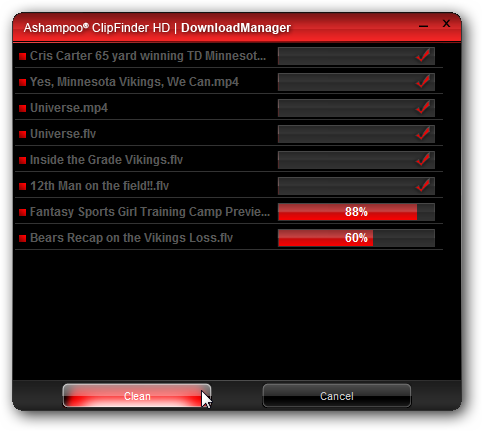 Ashampoo® ClipFinder HD | DownloadManager
Cris Carter 65 yard winning TD Minnesot...
Yes, Minnesota Vikings, We Can.mp4
Universe.mp4
Universe.flv
Inside the Grade Vikings.flv
12th Man on the field!!.flv
Fantasy Sports Girl Training Camp Previe... 88%
Bears Recap on the Vikings Loss.flv 60%
Clean Cancel